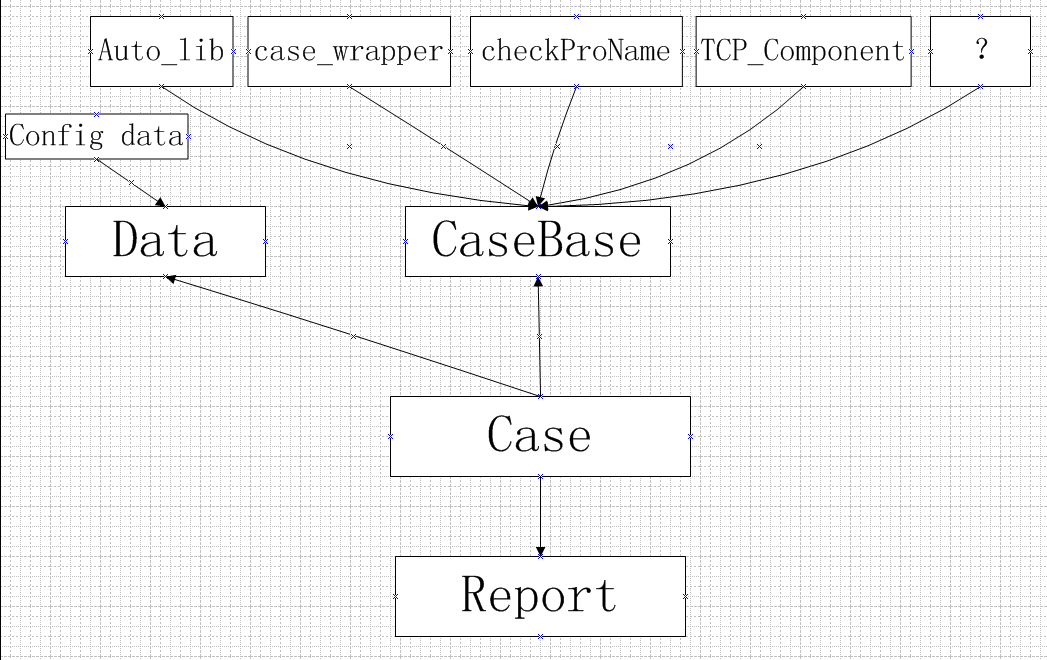 Auto_lib
case_wrapper
checkProName
TCP_Component
?
Config data
Data
CaseBase
Case
Report